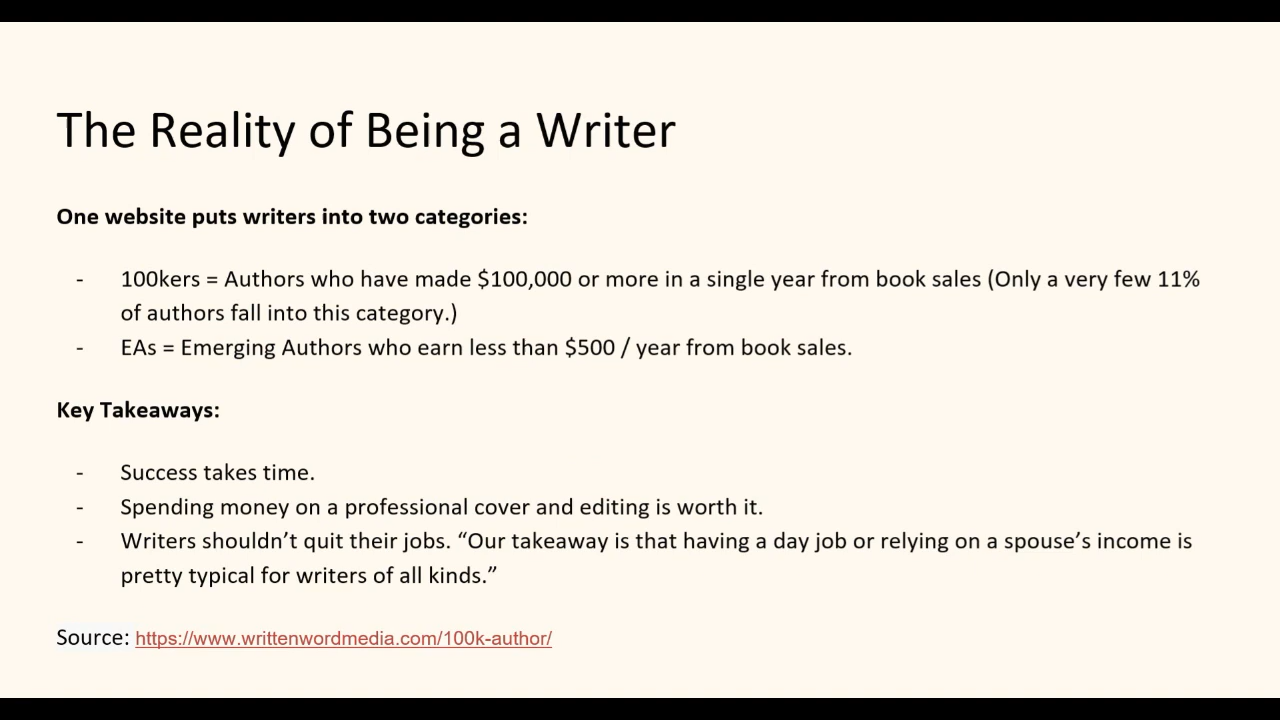 The Reality of Being a Writer
One website puts writers into two categories:
- 100kers = Authors who have made $100,000 or more in a single year from book sales (Only a very few 11%
of authors fall into this category.)
- EAs = Emerging Authors who earn less than $500 / year from book sales.
Key Takeaways:
- Success takes time.
- Spending money on a professional cover and editing is worth it.
- Writers shouldn’t quit their jobs. “Our takeaway is that having a day job or relying on a spouse’s income is
pretty typical for writers of all kinds.”
Source: https://www.writtenwordmedia.com/100k-author/